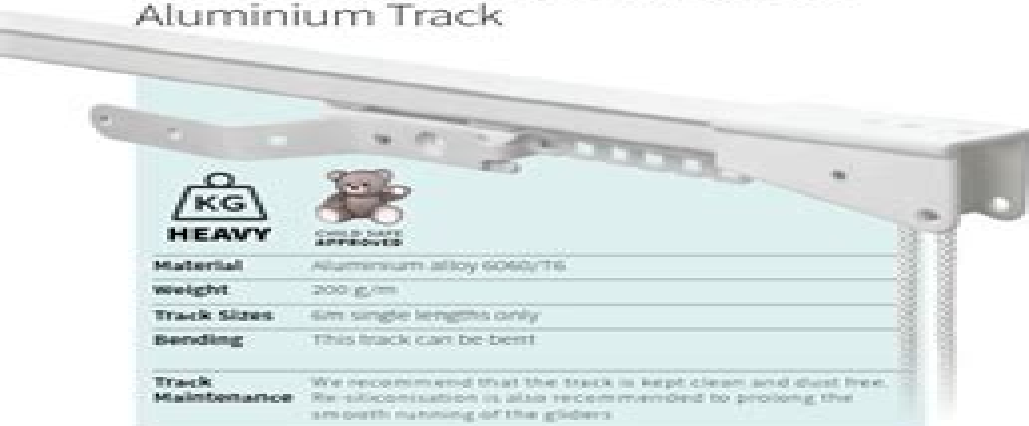 Aluminium Track
KG
HEAVY
CHILD SAFE
APPROVED
Material Aluminium alloy 6060/T6
Weight 200 g/m
Track Sizes 6m single lengths only
Bending This track can be bent
Track We recommend that the track is kept clean and dust free.
Maintenance Re-siliconisation is also recommended to prolong the
smooth running of the gliders